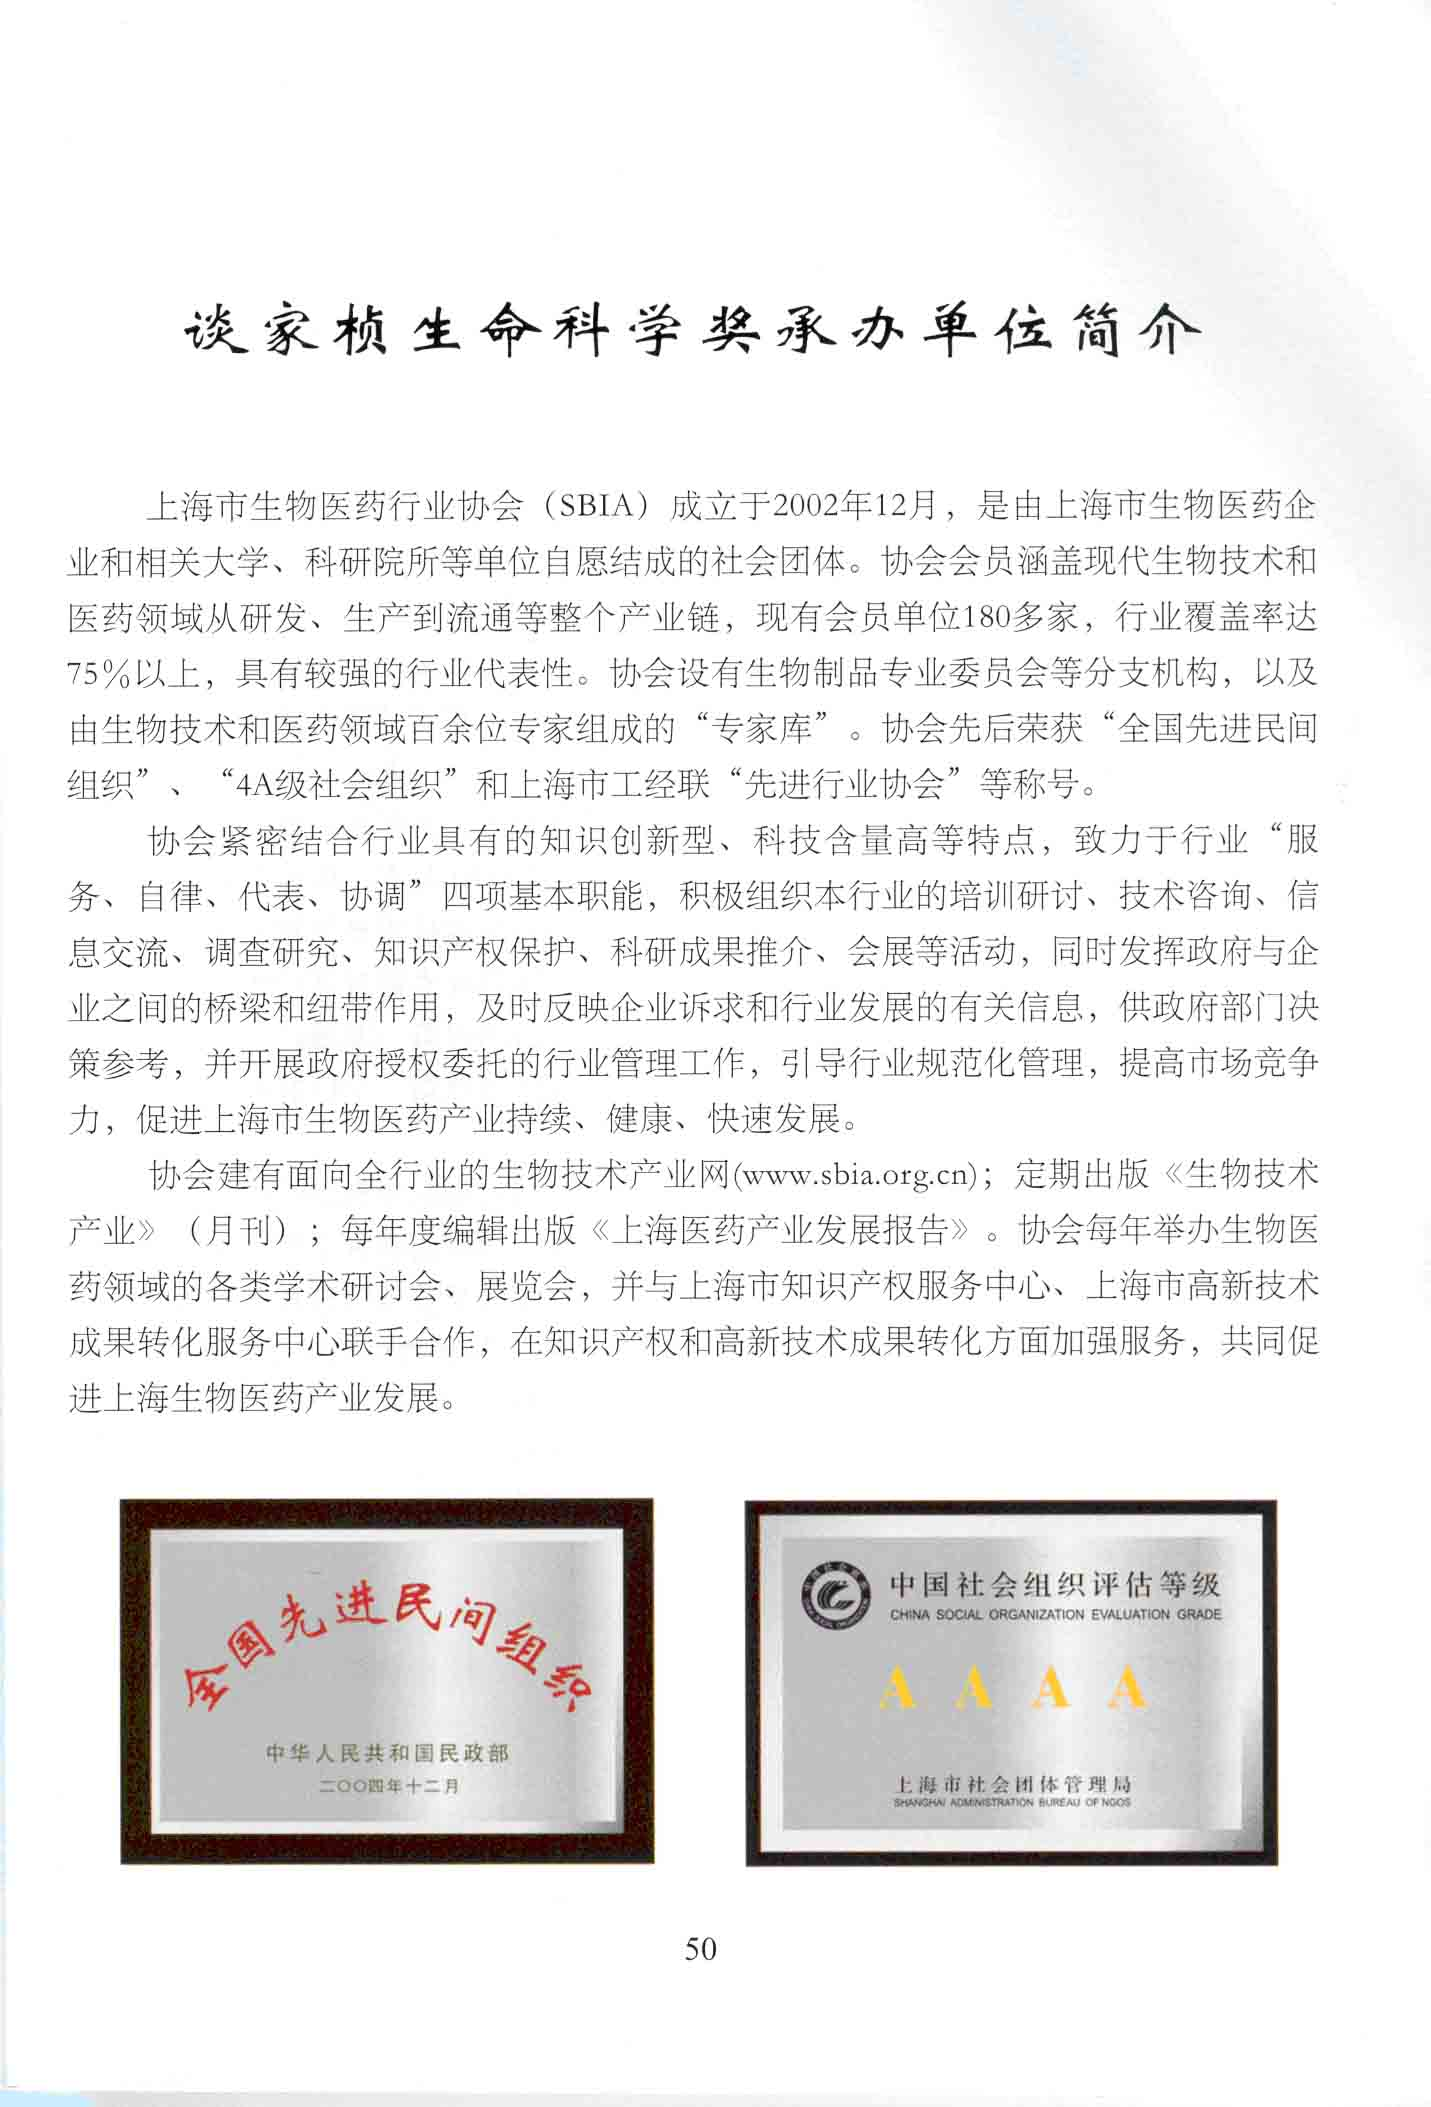 谈家桢生命科学奖承办单位简介
上海市生物医药行业协会（SBIA）成立于2002年12月，是由上海市生物医药企
业和相关大学、科研院所等单位自愿结成的社会团体。协会会员涵盖现代生物技术和
医药领域从研发、生产到流通等整个产业链，现有会员单位180多家，行业覆盖率达
75%以上，具有较强的行业代表性。协会设有生物制品专业委员会等分支机构，以及
由生物技术和医药领域百余位专家组成的“专家库”。协会先后荣获“全国先进民间
组织”、“4A级社会组织”和上海市工经联“先进行业协会”等称号。
协会紧密结合行业具有的知识创新型、科技含量高等特点，致力于行业“服
务、自律、代表、协调”四项基本职能，积极组织本行业的培训研讨、技术咨询、信
息交流、调查研究、知识产权保护、科研成果推介、会展等活动，同时发挥政府与企
业之间的桥梁和纽带作用，及时反映企业诉求和行业发展的有关信息，供政府部门决
策参考，并开展政府授权委托的行业管理工作，引导行业规范化管理，提高市场竞争
力，促进上海市生物医药产业持续、健康、快速发展。
协会建有面向全行业的生物技术产业网(www.sbia.org.cn)；定期出版《生物技术
产业》（月刊）；每年度编辑出版《上海医药产业发展报告》。协会每年举办生物医
药领域的各类学术研讨会、展览会，并与上海市知识产权服务中心、上海市高新技术
成果转化服务中心联手合作，在知识产权和高新技术成果转化方面加强服务，共同促
进上海生物医药产业发展。
全国先进民间组织
中华人民共和国民政部
二〇〇四年十二月
中国社会组织评估等级
CHINA SOCIAL ORGANIZATION EVALUATION GRADE
A A A A
上海市社会团体管理局
SHANGHAI ADMINISTRATION BUREAU OF NGOS
50